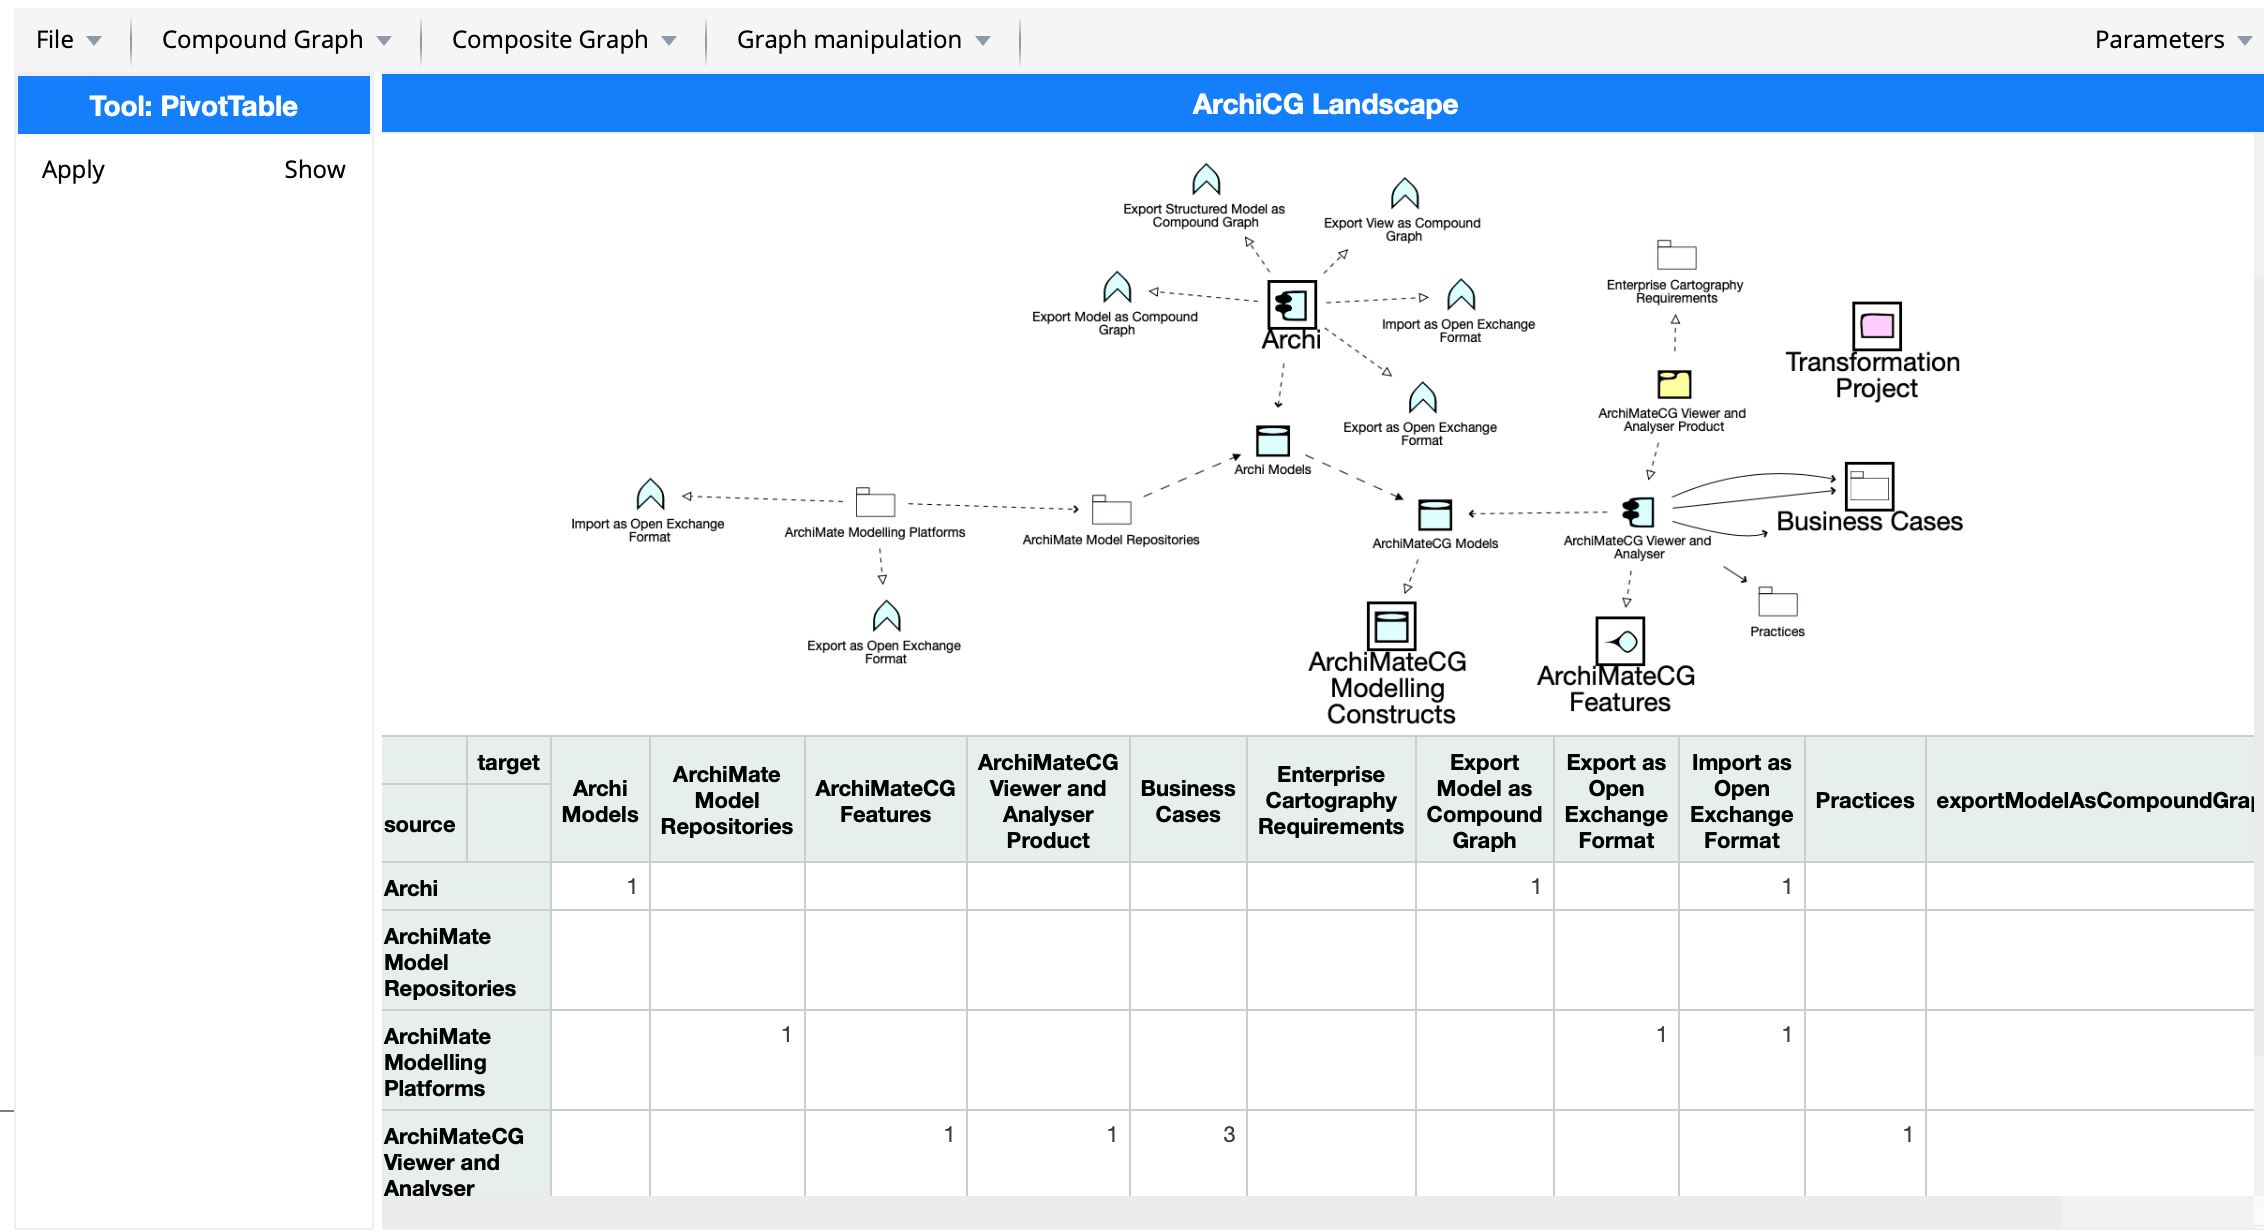 File
Compound Graph
Composite Graph
Graph manipulation
Parameters
Tool: PivotTable
ArchiCG Landscape
Apply
Show
Export Structured Model as
Compound Graph
Export View as Compound
Graph
Enterprise Cartography
Requirements
Export Model as Compound
Graph
Import as Open Exchange
Format
Archi
Transformation
Project
ArchiMateCG Viewer and
Analyser Product
Export as Open Exchange
Format
Archi Models
Import as Open Exchange
Format
ArchiMate Modelling Platforms
ArchiMate Model Repositories
ArchiMateCG Models
ArchiMateCG Viewer and
Analyser
Business Cases
Export as Open Exchange
Format
Practices
ArchiMateCG
Modelling
Constructs
ArchiMateCG
Features
target
source
Archi
Models
ArchiMate
Model
Repositories
ArchiMateCG
Features
ArchiMateCG
Viewer and
Analyser
Product
Business
Cases
Enterprise
Cartography
Requirements
Export
Model as
Compound
Graph
Export as
Open
Exchange
Format
Import as
Open
Exchange
Format
Practices
exportModelAsCompoundGrap
Archi
1
1
1
ArchiMate
Model
Repositories
ArchiMate
Modelling
Platforms
1
1
1
ArchiMateCG
Viewer and
Analyser
1
1
3
1